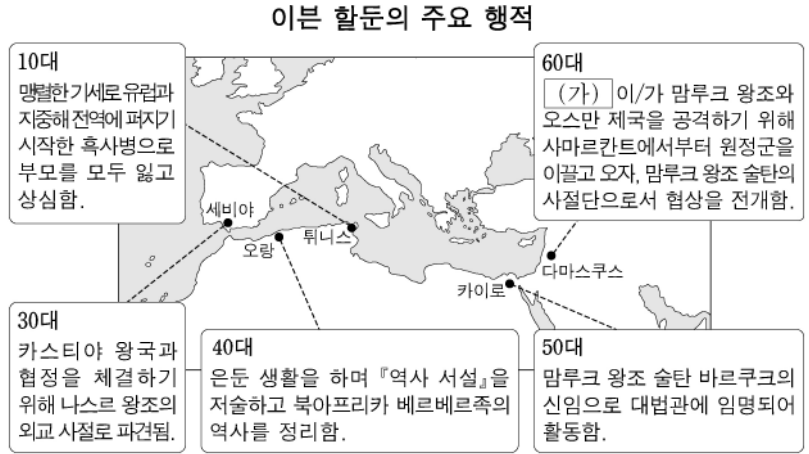 이븐 할둔의 주요 행적
10대
맹렬한 기세로 유럽과
지중해 전역에 퍼지기
시작한 흑사병으로
부모를 모두 잃고
상심함.
60대
(가) 이/가 맘루크 왕조와
오스만 제국을 공격하기 위해
사마르칸트에서부터 원정군을
이끌고 오자, 맘루크 왕조 술탄의
사절단으로서 협상을 전개함.
세비야
오랑
튀니스
다마스쿠스
카이로
30대
카스티야 왕국과
협정을 체결하기
위해 나스르 왕조의
외교 사절로 파견됨.
40대
은둔 생활을 하며 『역사 서설』을
저술하고 북아프리카 베르베르족의
역사를 정리함.
50대
맘루크 왕조 술탄 바르쿠크의
신임으로 대법관에 임명되어
활동함.